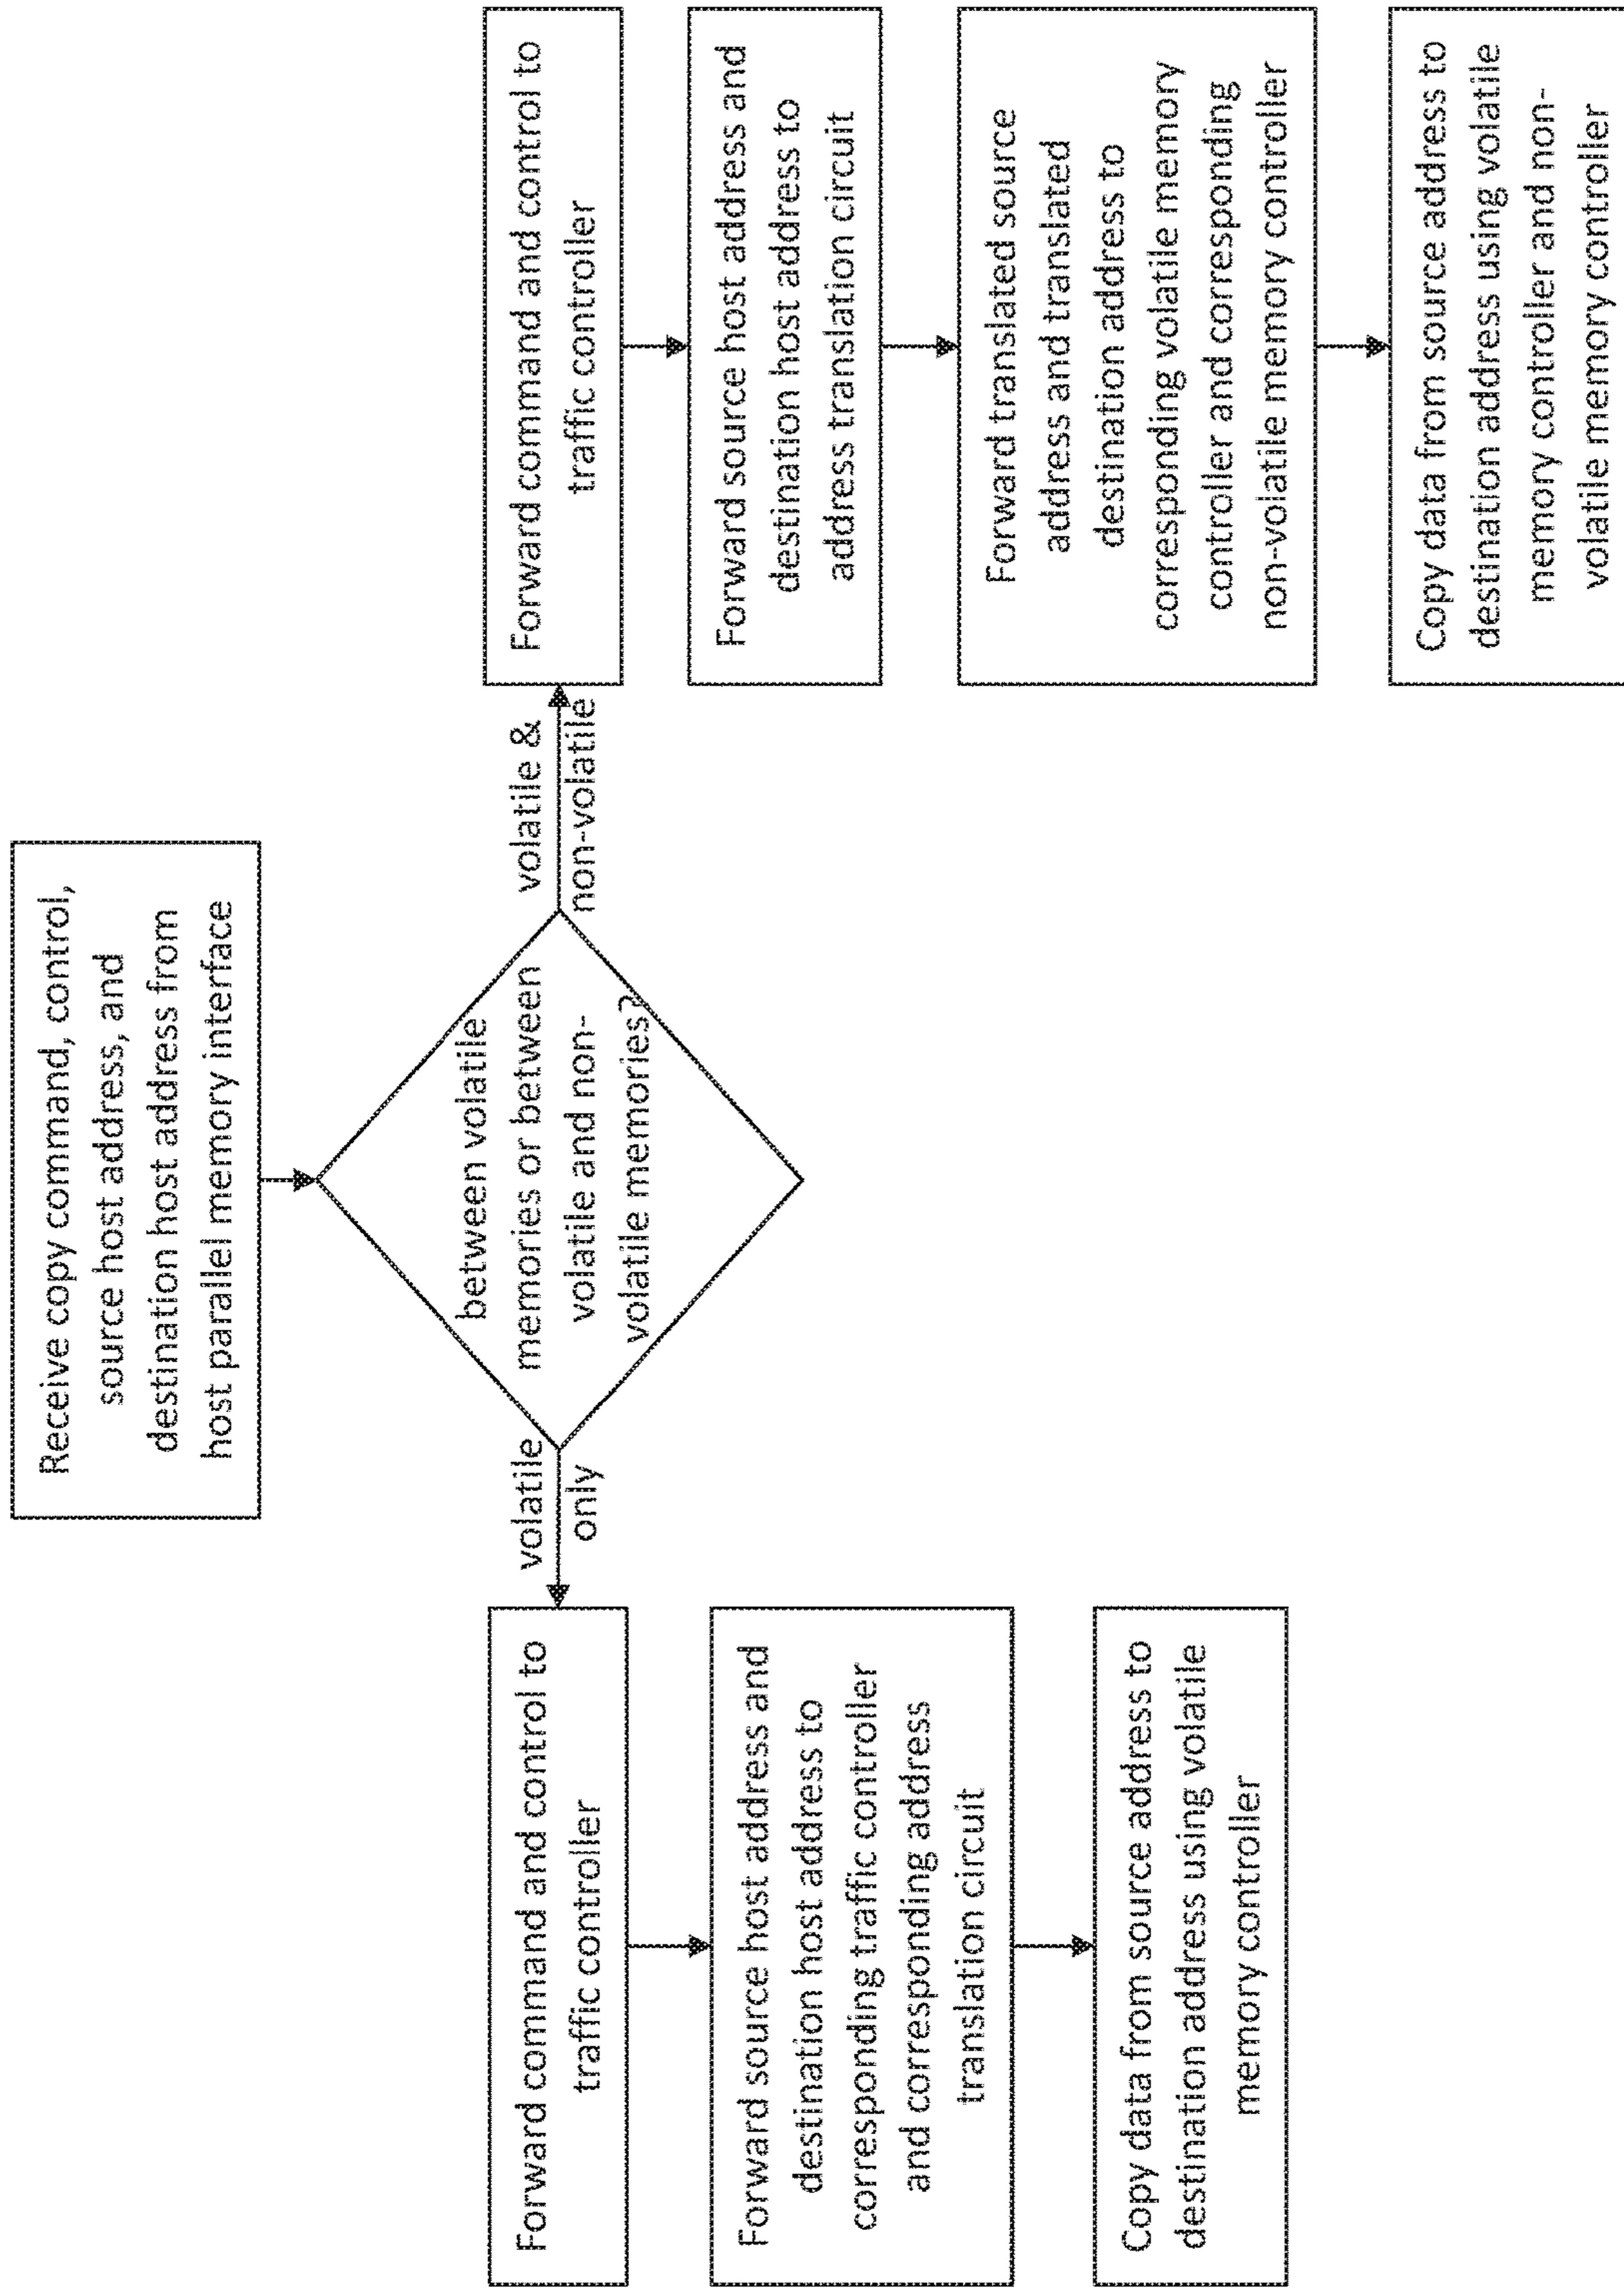 Receive copy command, control,
source host address, and
destination host address from
host parallel memory interface
between volatile
memories or between
volatile and non-
volatile memories?
volatile
only
Forward command and control to
traffic controller
Forward source host address and
destination host address to
corresponding traffic controller
and corresponding address
translation circuit
Copy data from source address to
destination address using volatile
memory controller
volatile &
non-volatile
Forward command and control to
traffic controller
Forward source host address and
destination host address to
address translation circuit
Forward translated source
address and translated
destination address to
corresponding volatile memory
controller and corresponding
non-volatile memory controller
Copy data from source address to
destination address using volatile
memory controller and non-
volatile memory controller